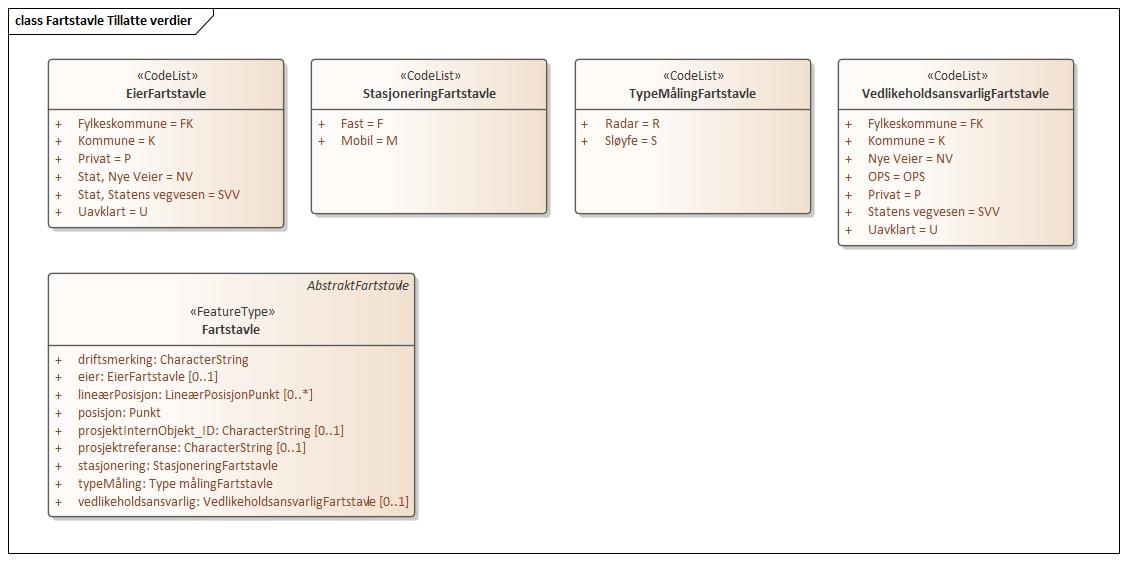 class Fartstavle Tillatte verdier
«CodeList»
EierFartstavle
+ Fylkeskommune = FK
+ Kommune = K
+ Privat = P
+ Stat, Nye Veier = NV
+ Stat, Statens vegvesen = SVV
+ Uavklart = U
«CodeList»
StasjoneringFartstavle
+ Fast = F
+ Mobil = M
«CodeList»
TypeMålingFartstavle
+ Radar = R
+ Sløyfe = S
«CodeList»
VedlikeholdsansvarligFartstavle
+ Fylkeskommune = FK
+ Kommune = K
+ Nye Veier = NV
+ OPS = OPS
+ Privat = P
+ Statens vegvesen = SVV
+ Uavklart = U
AbstraktFartstavle
«FeatureType»
Fartstavle
+ driftsmerking: CharacterString
+ eier: EierFartstavle [0..1]
+ lineærPosisjon: LineærPosisjonPunkt [0..*]
+ posisjon: Punkt
+ prosjektInternObjekt_ID: CharacterString [0..1]
+ prosjektreferanse: CharacterString [0..1]
+ stasjonering: StasjoneringFartstavle
+ typeMåling: Type målingFartstavle
+ vedlikeholdsansvarlig: VedlikeholdsansvarligFartstavle [0..1]